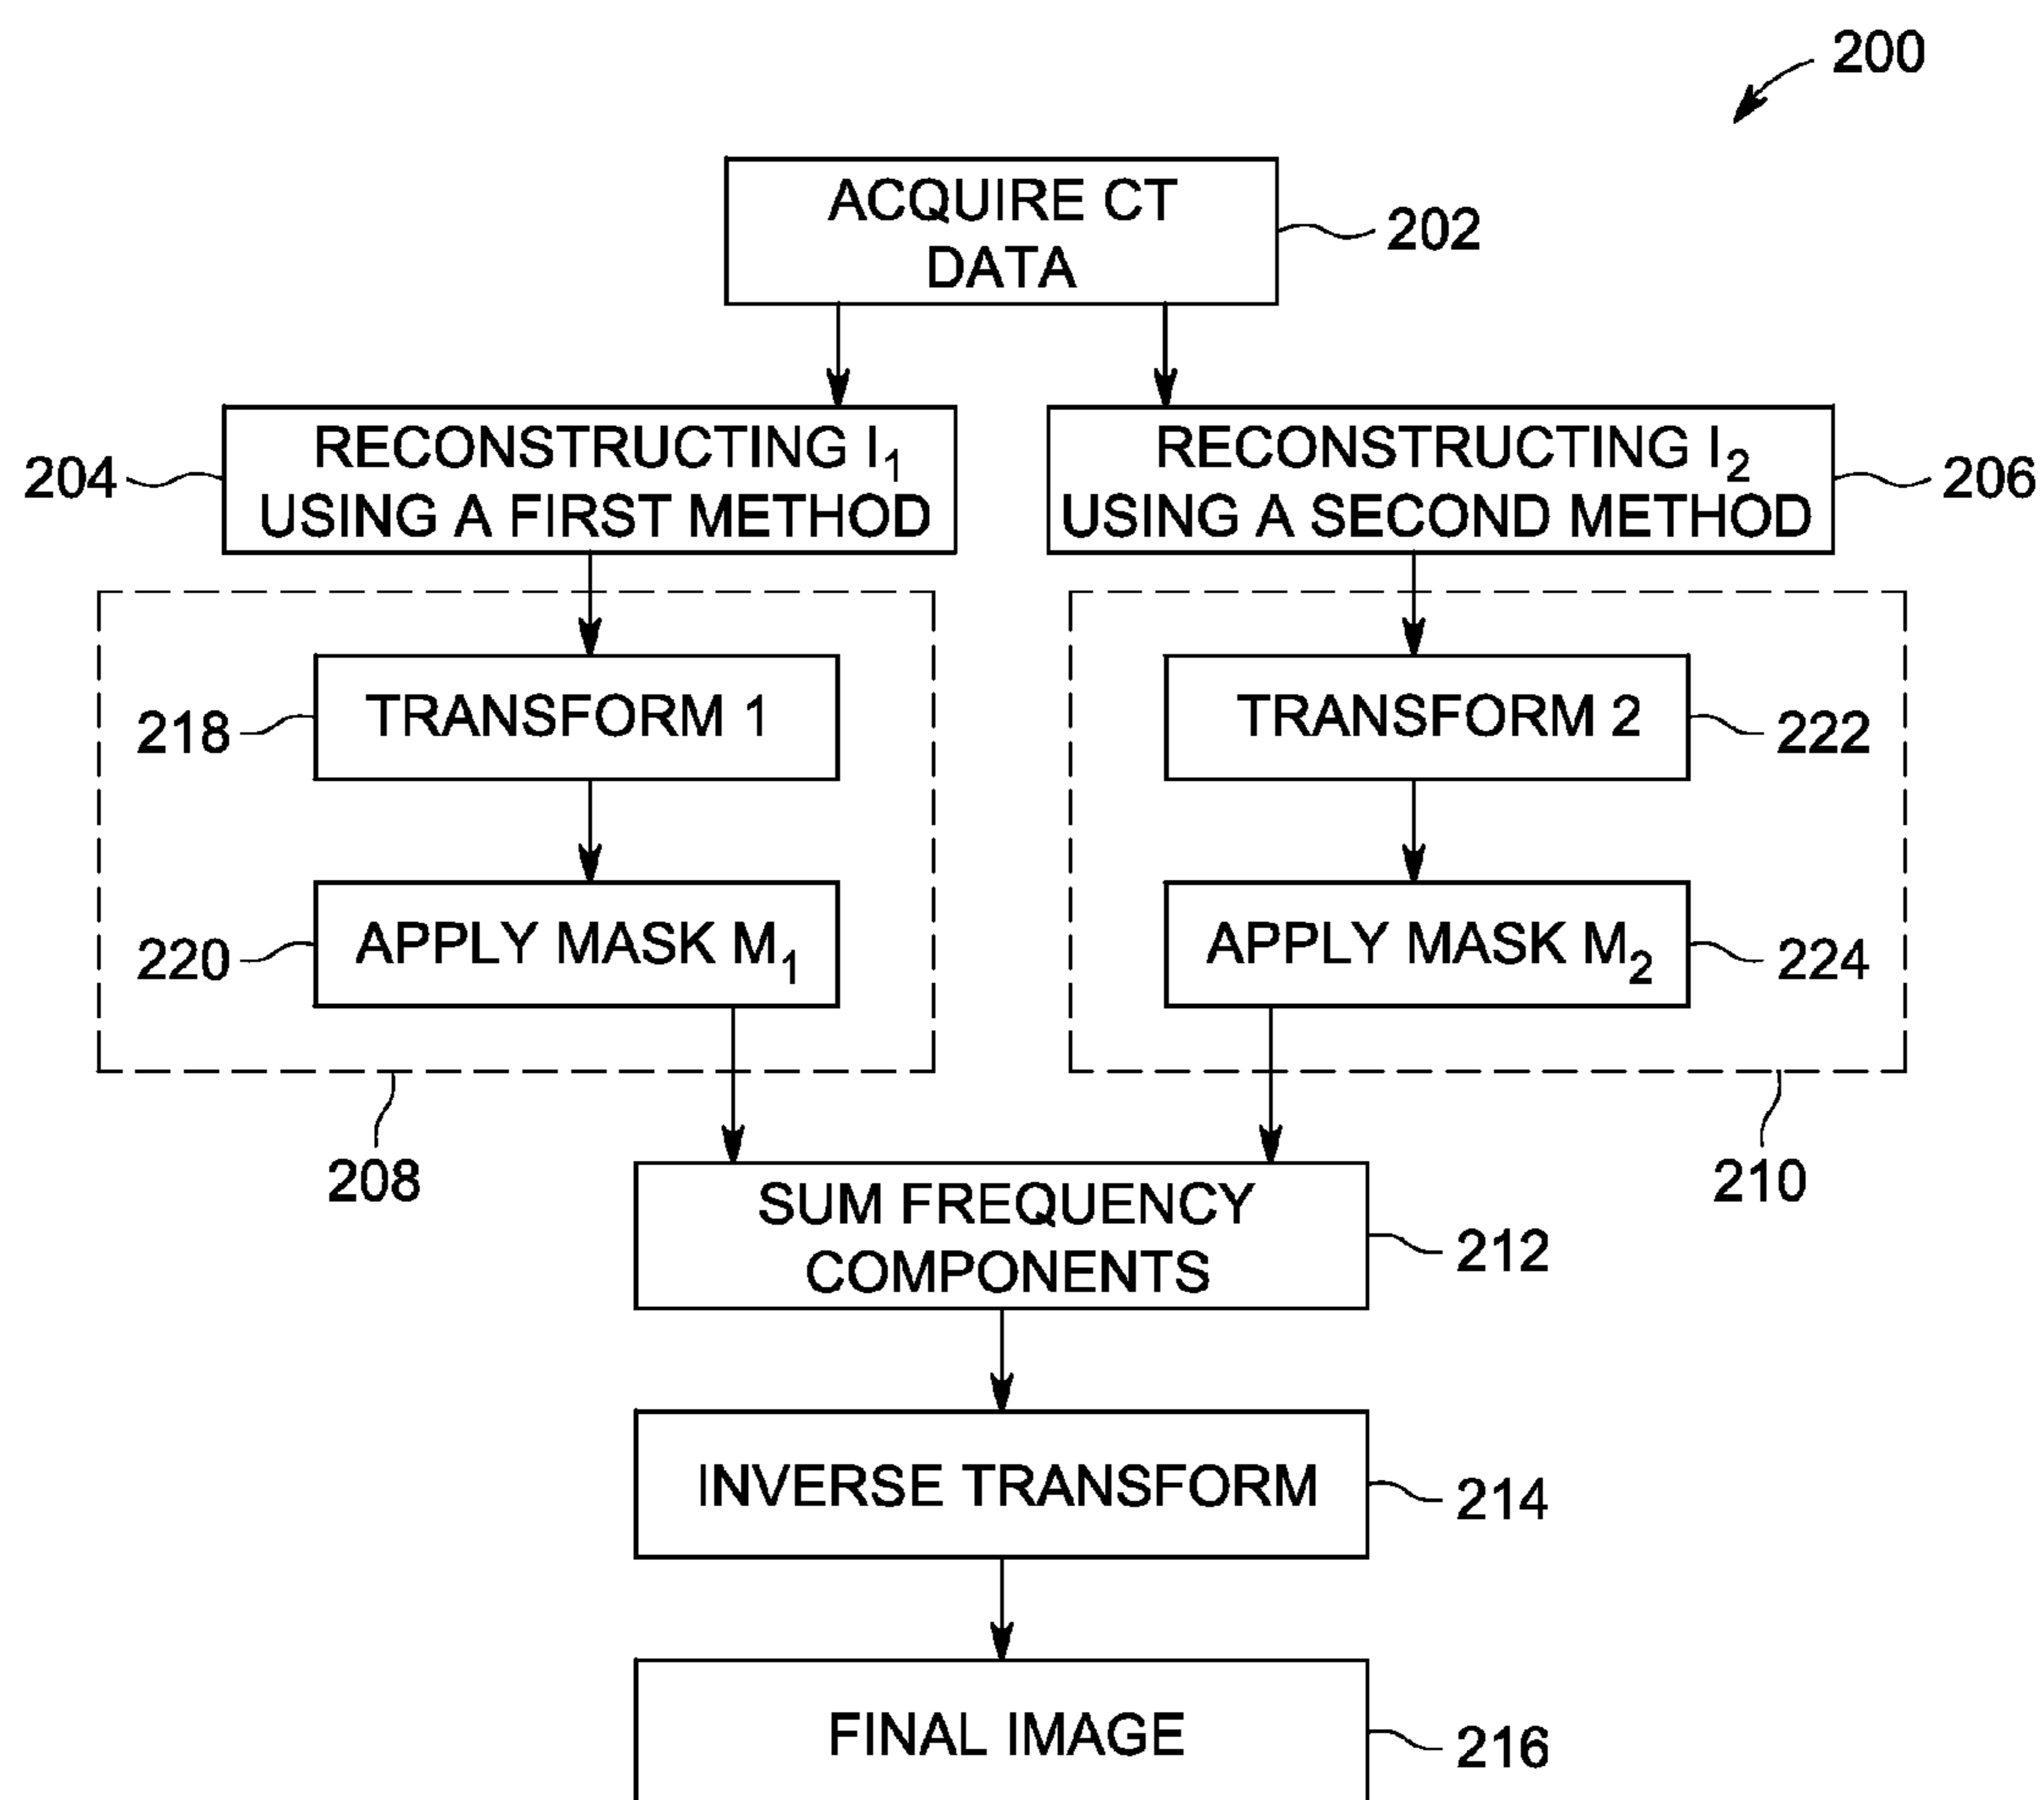 200
ACQUIRE CT
DATA
202
RECONSTRUCTING I1
USING A FIRST METHOD
204
RECONSTRUCTING I2
USING A SECOND METHOD
206
TRANSFORM 1
218
TRANSFORM 2
222
APPLY MASK M1
220
APPLY MASK M2
224
208
210
SUM FREQUENCY
COMPONENTS
212
INVERSE TRANSFORM
214
FINAL IMAGE
216